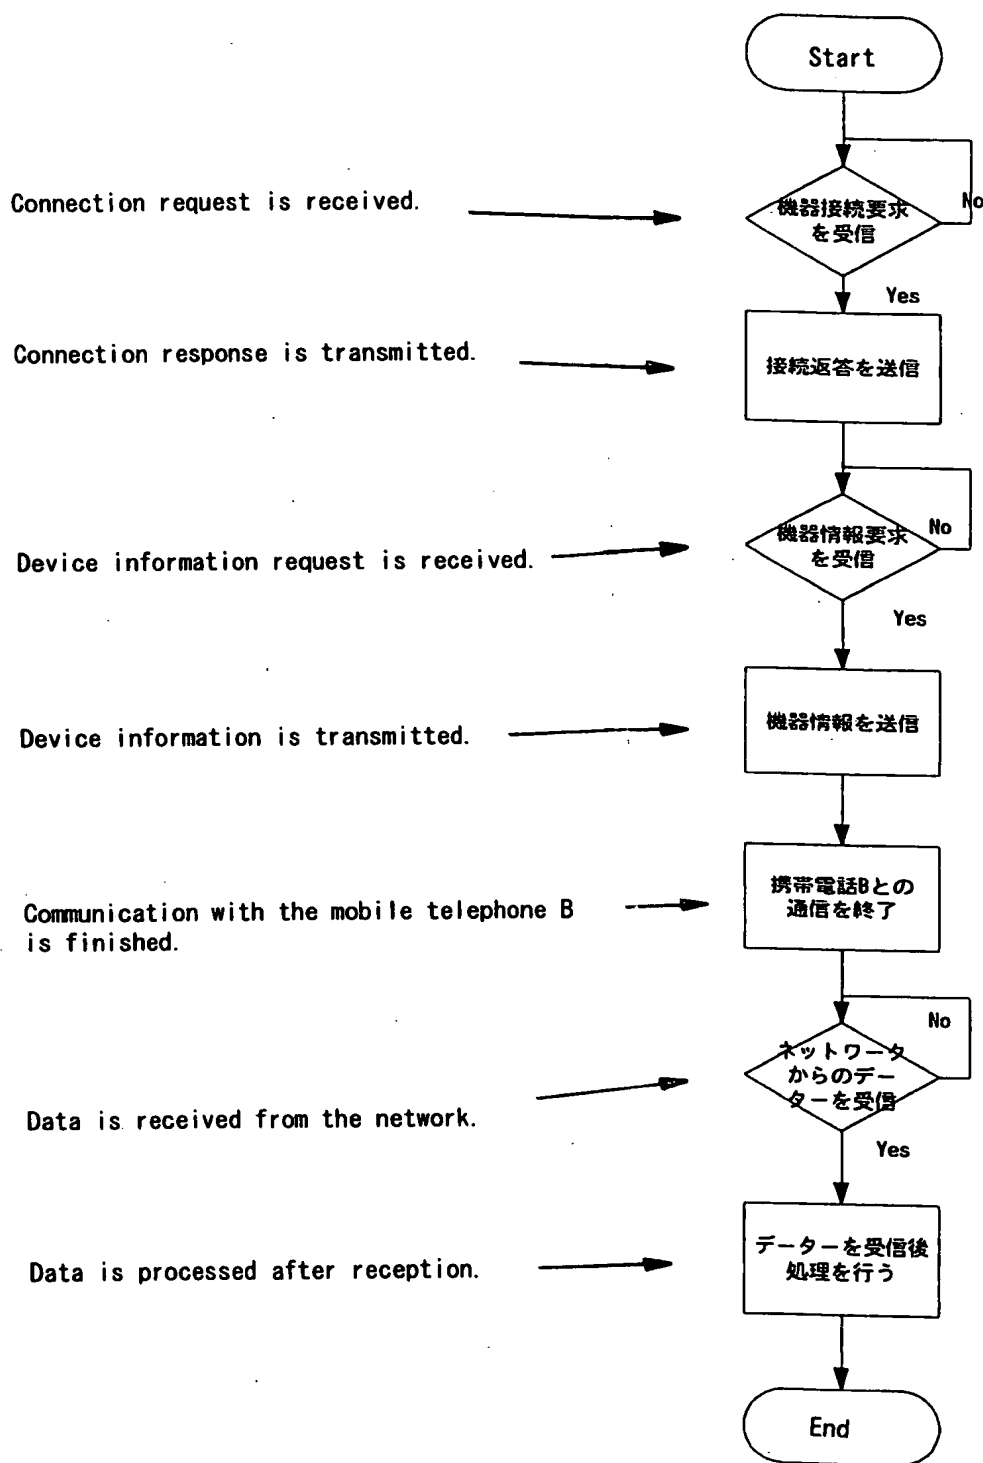 Start
Connection request is received.
機器接続要求
を受信
No
Yes
Connection response is transmitted.
接続返答を送信
Device information request is received.
機器情報要求
を受信
No
Yes
Device information is transmitted.
機器情報を送信
Communication with the mobile telephone B
is finished.
携帯電話Bとの
通信を終了
Data is received from the network.
ネットワータ
からのデー
ターを受信
No
Yes
Data is processed after reception.
データーを受信後
処理を行う
End